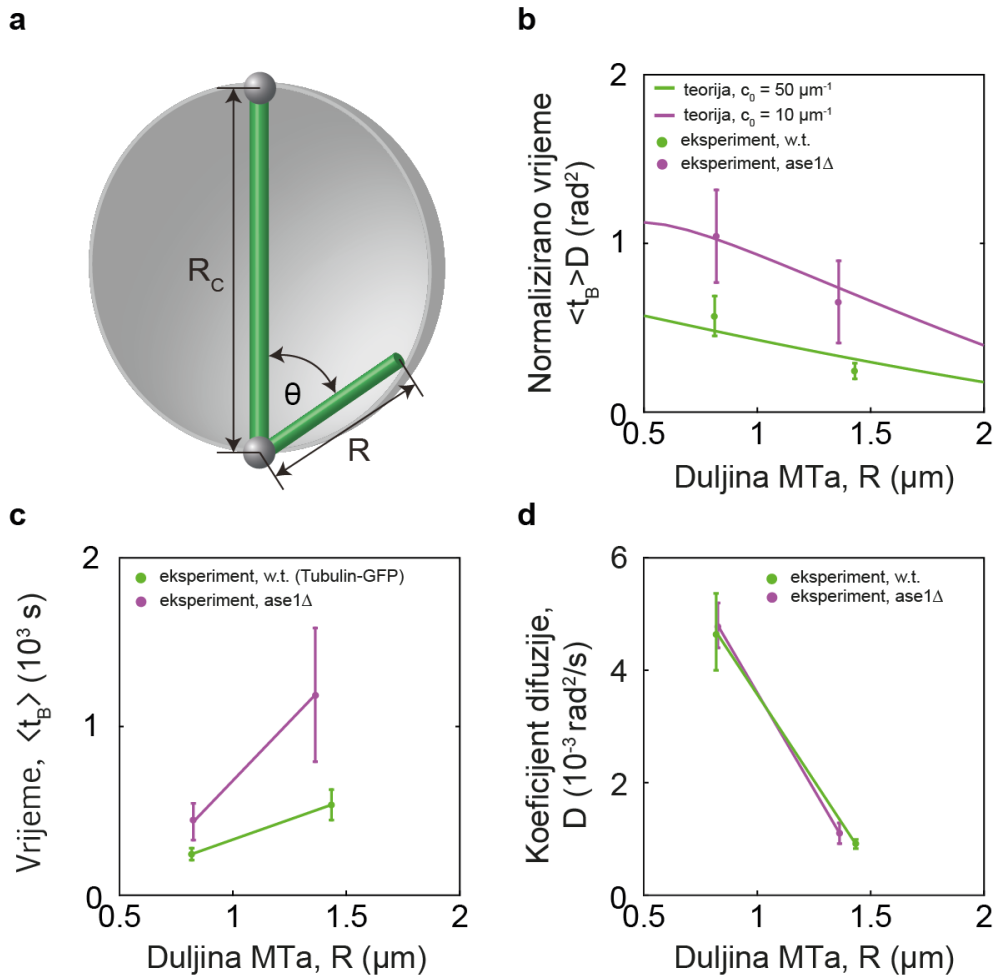 a
R_C
θ
R
b
Normalizirano vrijeme
<t_B>D (rad²)
2
1
0
teorija, c₀ = 50 µm⁻¹
teorija, c₀ = 10 µm⁻¹
eksperiment, w.t.
eksperiment, ase1Δ
0.5 1 1.5 2
Duljina MTa, R (µm)
c
Vrijeme, ⟨t_B⟩ (10³ s)
2
1
0
eksperiment, w.t. (Tubulin-GFP)
eksperiment, ase1Δ
0.5 1 1.5 2
Duljina MTa, R (µm)
d
Koeficijent difuzije,
D (10⁻³ rad²/s)
6
4
2
0
eksperiment, w.t.
eksperiment, ase1Δ
0.5 1 1.5 2
Duljina MTa, R (µm)